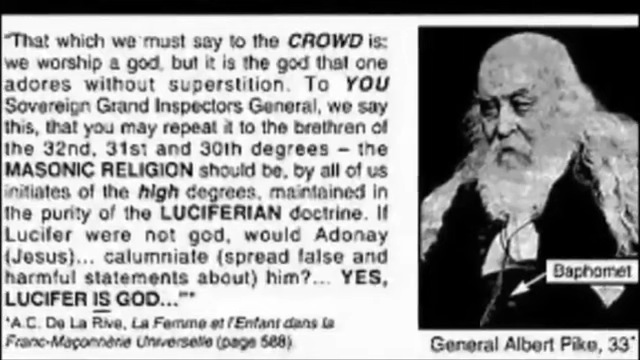 "That which we must say to the CROWD is:
we worship a god, but it is the god that one
adores without superstition. To YOU
Sovereign Grand Inspectors General, we say
this, that you may repeat it to the brethren of
the 32nd, 31st and 30th degrees – the
MASONIC RELIGION should be, by all of us
initiates of the high degrees, maintained in
the purity of the LUCIFERIAN doctrine. If
Lucifer were not god, would Adonay
(Jesus)... calumniate (spread false and
harmful statements about) him?... YES,
LUCIFER IS GOD..."*
*A.C. De La Rive, La Femme et l'Enfant dans la
Franc-Maçonnerie Universelle (page 588).
Baphomet
General Albert Pike, 33°